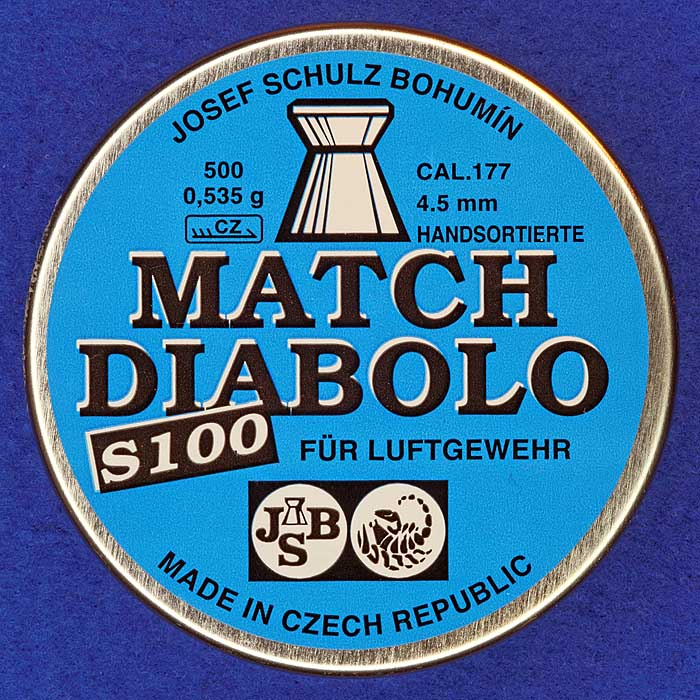 JOSEF SCHULZ BOHUMÍN
500
0,535 g
CZ
CAL.177
4.5 mm
HANDSORTIERTE
MATCH
DIABOLO
S100
FÜR LUFTGEWEHR
JSB
MADE IN CZECH REPUBLIC